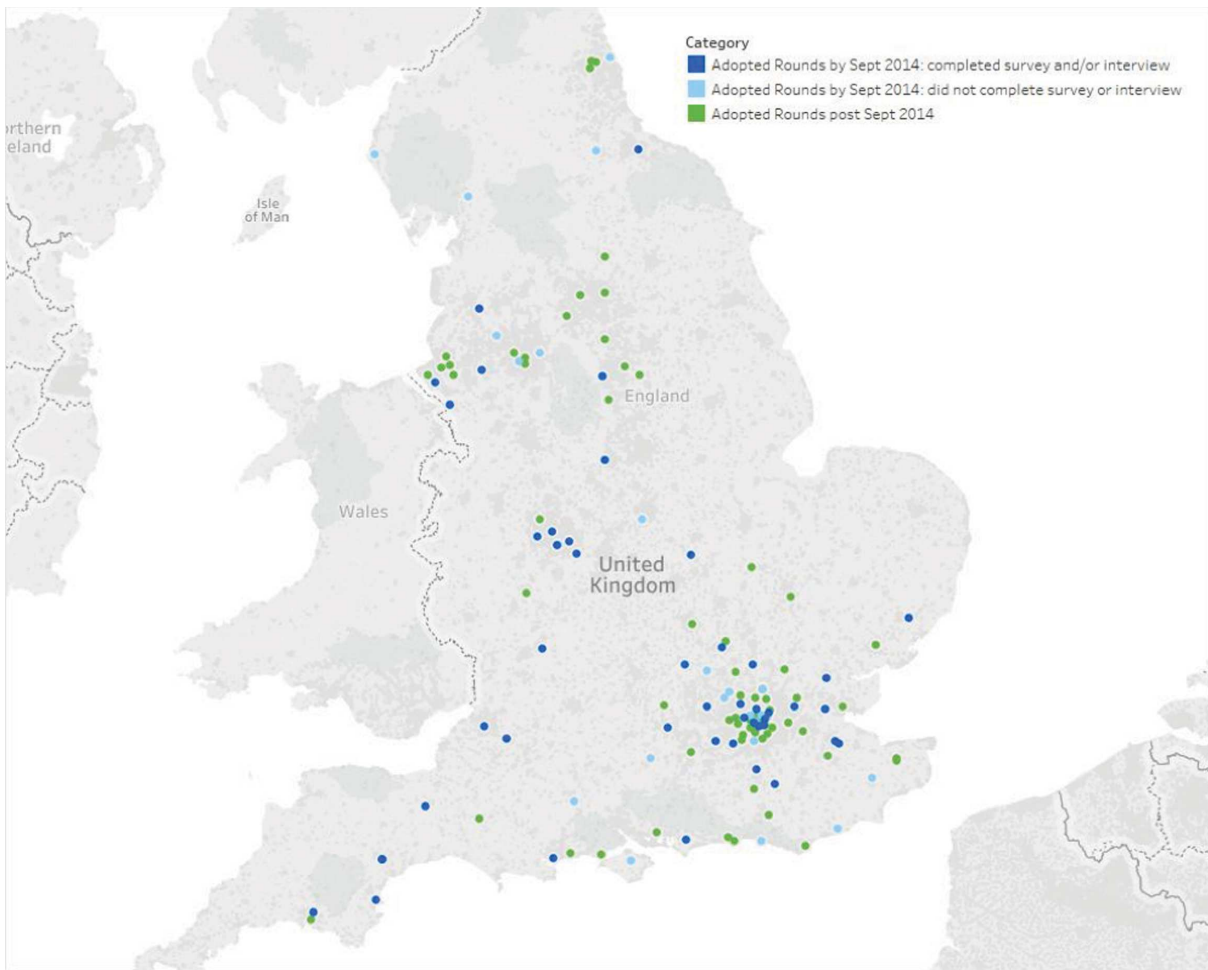 Category
Adopted Rounds by Sept 2014: completed survey and/or interview
Adopted Rounds by Sept 2014: did not complete survey or interview
Adopted Rounds post Sept 2014
orthern
eland
Isle
of Man
England
Wales
United
Kingdom